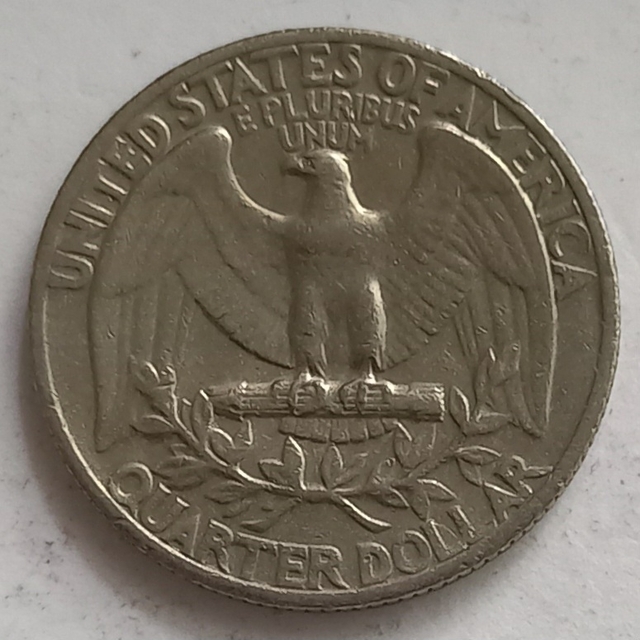 UNITED STATES OF AMERICA
E PLURIBUS
UNUM
QUARTER DOLLAR